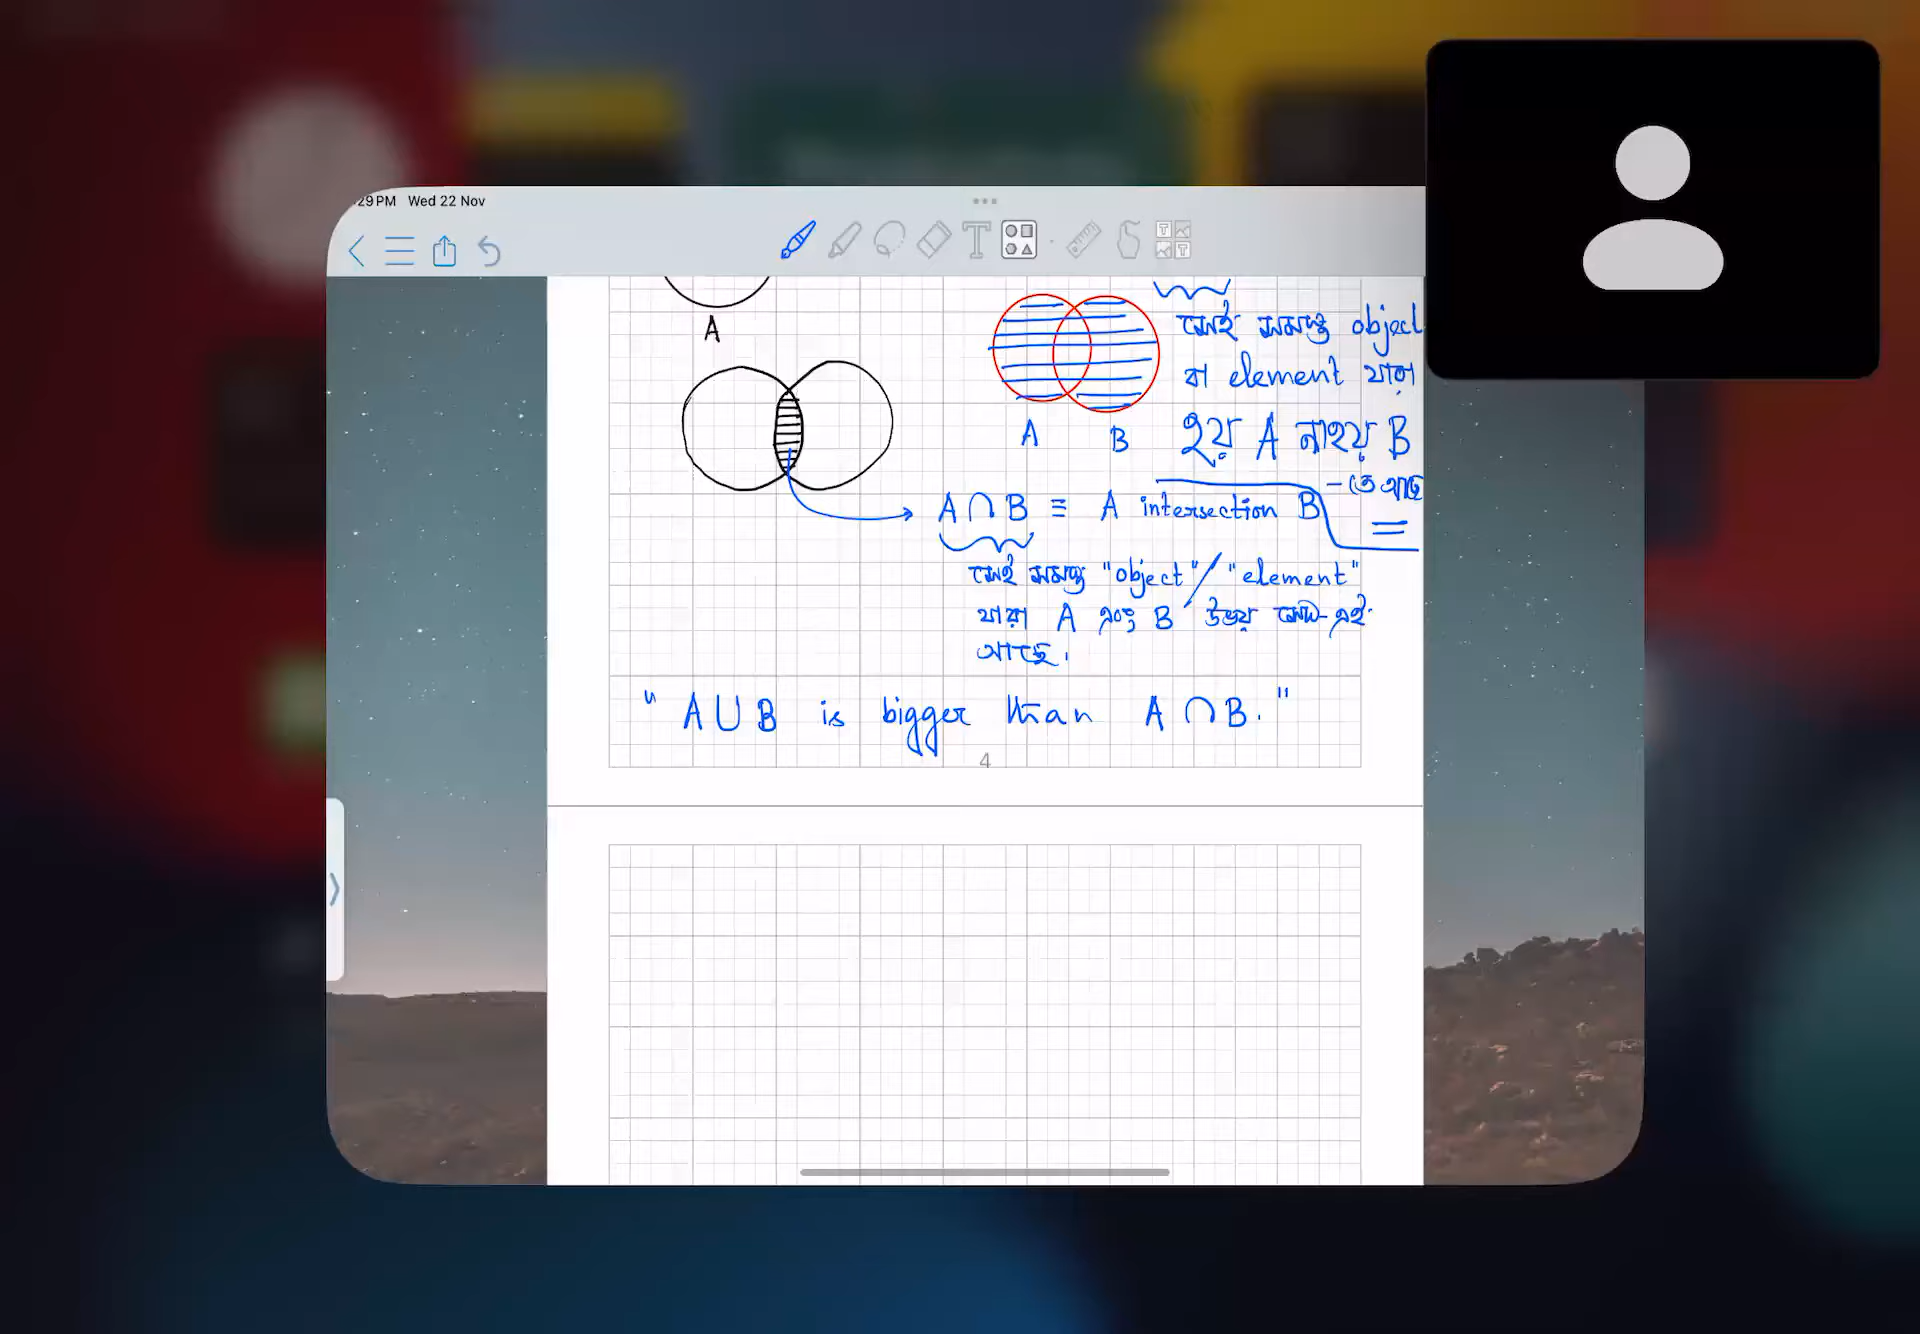 29 PM Wed 22 Nov
A
সেই সমস্ত object
বা element যারা
A B হয় A নাহয় B
-তে আছে
A ∩ B ≡ A intersection B
সেই সমস্ত "object" / "element"
যারা A এবং B উভয় সেট-এই
আছে।
" A ∪ B is bigger than A ∩ B. "
4